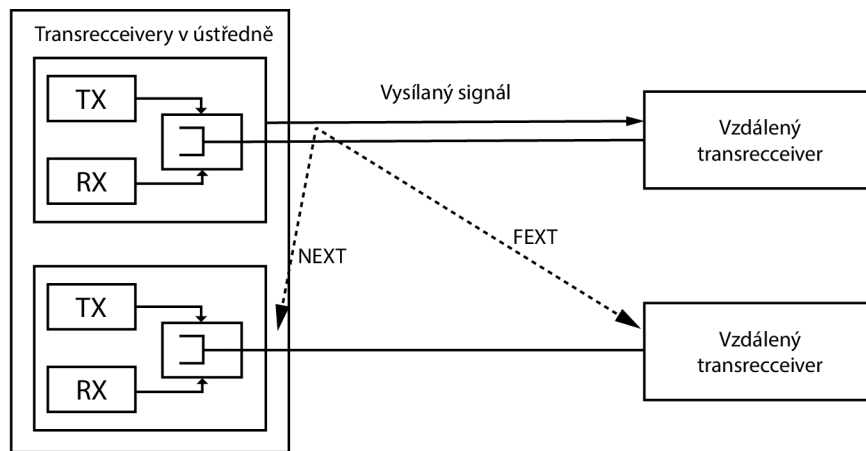 Transrecceivery v ústředně
TX
RX
Vysílaný signál
Vzdálený
transrecceiver
NEXT
FEXT
TX
RX
Vzdálený
transrecceiver